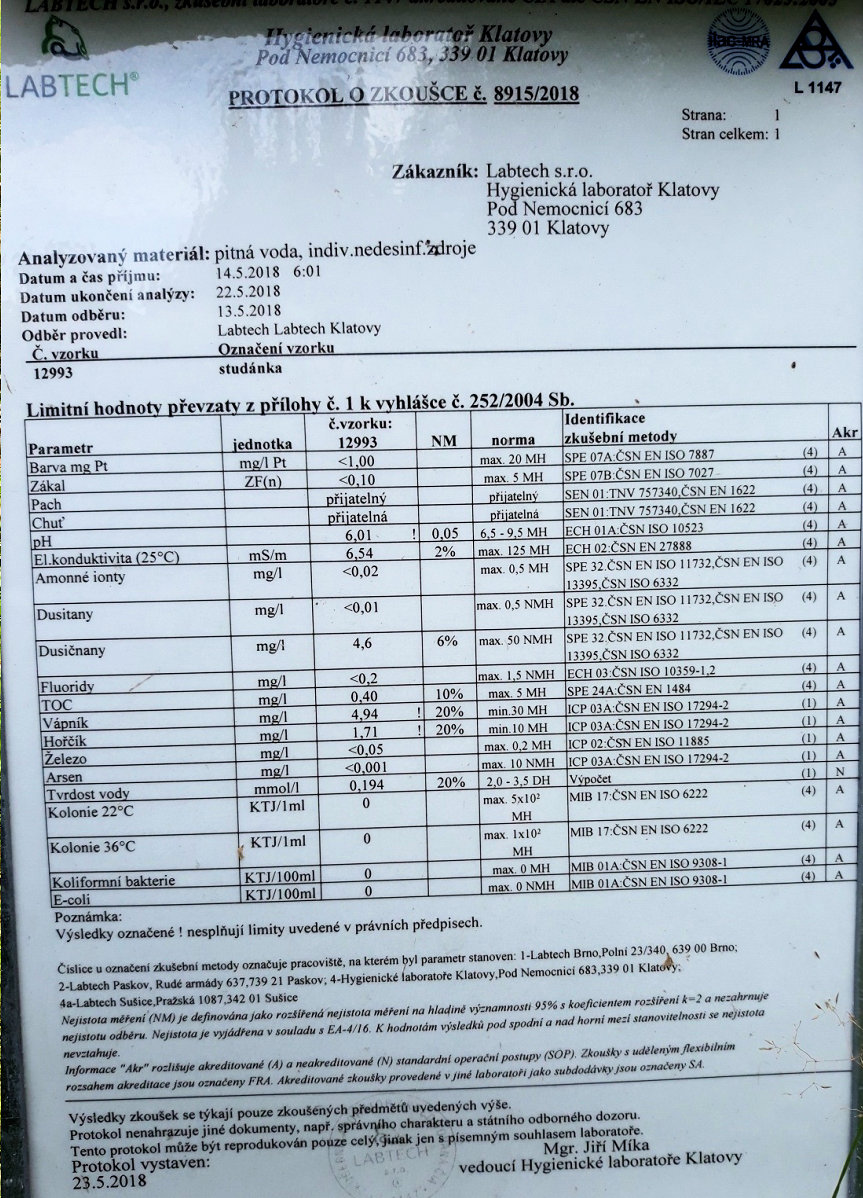 LABTECH s.r.o., zkušební laboratoř č. 1147
Hygienická laboratoř Klatovy
Pod Nemocnicí 683, 339 01 Klatovy
LABTECH®
ilac-MRA
L 1147
PROTOKOL O ZKOUŠCE č. 8915/2018
Strana: 1
Stran celkem: 1
Zákazník: Labtech s.r.o.
Hygienická laboratoř Klatovy
Pod Nemocnicí 683
339 01 Klatovy
Analyzovaný materiál: pitná voda, indiv.nedesinf.zdroje
Datum a čas příjmu: 14.5.2018 6:01
Datum ukončení analýzy: 22.5.2018
Datum odběru: 13.5.2018
Odběr provedl: Labtech Labtech Klatovy
Č. vzorku Označení vzorku
12993 studánka
Limitní hodnoty převzaty z přílohy č. 1 k vyhlášce č. 252/2004 Sb.
Parametr jednotka č.vzorku: 12993 NM norma Identifikace zkušební metody Akr
Barva mg Pt mg/l Pt <1,00 max. 20 MH SPE 07A:ČSN EN ISO 7887 (4) A
Zákal ZF(n) <0,10 max. 5 MH SPE 07B:ČSN EN ISO 7027 (4) A
Pach přijatelný přijatelný SEN 01:TNV 757340,ČSN EN 1622 (4) A
Chuť přijatelná přijatelná SEN 01:TNV 757340,ČSN EN 1622 (4) A
pH 6,01 ! 0,05 6,5 - 9,5 MH ECH 01A:ČSN ISO 10523 (4) A
El.konduktivita (25°C) mS/m 6,54 2% max. 125 MH ECH 02:ČSN EN 27888 (4) A
Amonné ionty mg/l <0,02 max. 0,5 MH SPE 32:ČSN EN ISO 11732,ČSN EN ISO (4) A
13395,ČSN ISO 6332
Dusitany mg/l <0,01 max. 0,5 NMH SPE 32:ČSN EN ISO 11732,ČSN EN ISO (4) A
13395,ČSN ISO 6332
Dusičnany mg/l 4,6 6% max. 50 NMH SPE 32:ČSN EN ISO 11732,ČSN EN ISO (4) A
13395,ČSN ISO 6332
Fluoridy mg/l <0,2 max. 1,5 NMH ECH 03:ČSN ISO 10359-1,2 (4) A
TOC mg/l 0,40 10% max. 5 MH SPE 24A:ČSN EN 1484 (4) A
Vápník mg/l 4,94 ! 20% min.30 MH ICP 03A:ČSN EN ISO 17294-2 (1) A
Hořčík mg/l 1,71 ! 20% min.10 MH ICP 03A:ČSN EN ISO 17294-2 (1) A
Železo mg/l <0,05 max. 0,2 MH ICP 02:ČSN EN ISO 11885 (1) A
Arsen mg/l <0,001 max. 10 NMH ICP 03A:ČSN EN ISO 17294-2 (1) A
Tvrdost vody mmol/l 0,194 20% 2,0 - 3,5 DH Výpočet (1) N
Kolonie 22°C KTJ/1ml 0 max. 5x10² MIB 17:ČSN EN ISO 6222 (4) A
MH
Kolonie 36°C KTJ/1ml 0 max. 1x10² MIB 17:ČSN EN ISO 6222 (4) A
MH
Koliformní bakterie KTJ/100ml 0 max. 0 MH MIB 01A:ČSN EN ISO 9308-1 (4) A
E-coli KTJ/100ml 0 max. 0 NMH MIB 01A:ČSN EN ISO 9308-1 (4) A
Poznámka:
Výsledky označené ! nesplňují limity uvedené v právních předpisech.
Číslice u označení zkušební metody označuje pracoviště, na kterém byl parametr stanoven: 1-Labtech Brno,Polní 23/340, 639 00 Brno;
2-Labtech Paskov, Rudé armády 637,739 21 Paskov; 4-Hygienické laboratoře Klatovy,Pod Nemocnicí 683,339 01 Klatovy;
4a-Labtech Sušice,Pražská 1087,342 01 Sušice
Nejistota měření (NM) je definována jako rozšířená nejistota měření na hladině významnosti 95% s koeficientem rozšíření k=2 a nezahrnuje
nejistotu odběru. Nejistota je vyjádřena v souladu s EA-4/16. K hodnotám výsledků pod spodní a nad horní mezí stanovitelnosti se nejistota
nevztahuje.
Informace "Akr" rozlišuje akreditované (A) a neakreditované (N) standardní operační postupy (SOP). Zkoušky s uděleným flexibilním
rozsahem akreditace jsou označeny FRA. Akreditované zkoušky provedené v jiné laboratoři jako subdodávky jsou označeny SA.
Výsledky zkoušek se týkají pouze zkoušených předmětů uvedených výše.
Protokol nenahrazuje jiné dokumenty, např. správního charakteru a státního odborného dozoru.
Tento protokol může být reprodukován pouze celý, jinak jen s písemným souhlasem laboratoře.
Protokol vystaven: Mgr. Jiří Míka
23.5.2018 vedoucí Hygienické laboratoře Klatovy
LABTECH
s.r.o.